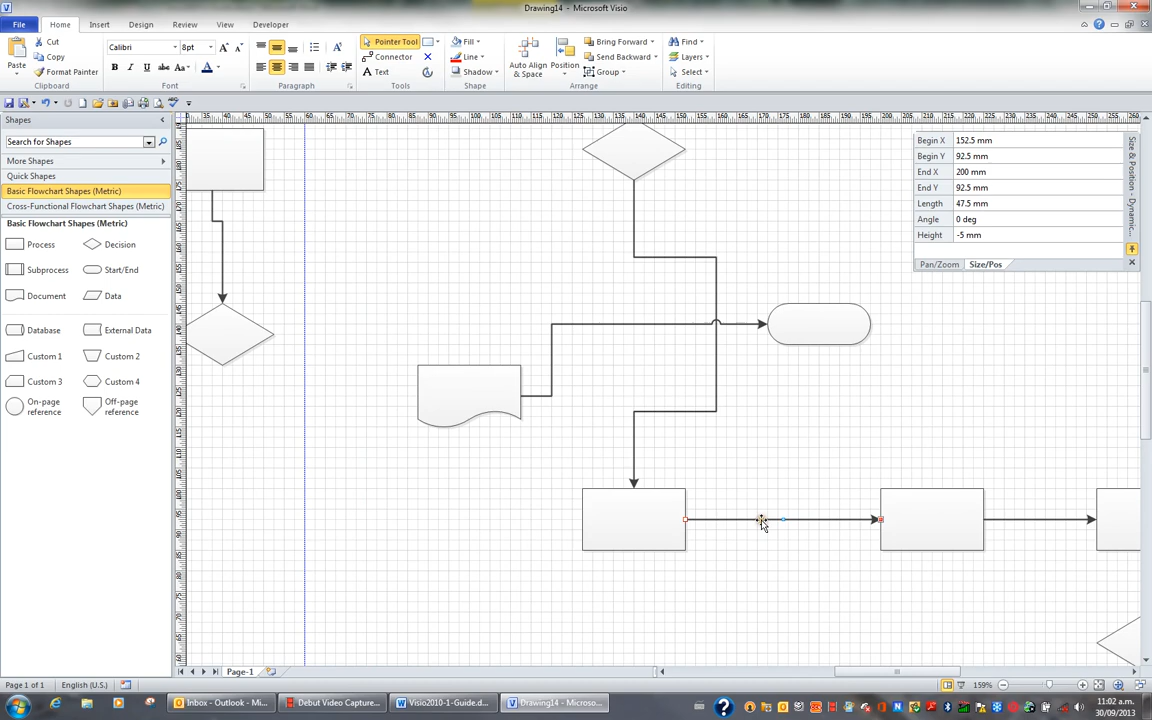 Drawing14 - Microsoft Visio
File Home Insert Design Review View Developer
Cut
Copy
Format Painter
Paste
Clipboard
Calibri 8pt
Font
Paragraph
Pointer Tool
Connector
Text
Tools
Fill
Line
Shadow
Shape
Auto Align & Space
Position
Bring Forward
Send Backward
Group
Arrange
Find
Layers
Select
Editing
Shapes
Search for Shapes
More Shapes
Quick Shapes
Basic Flowchart Shapes (Metric)
Cross-Functional Flowchart Shapes (Metric)
Basic Flowchart Shapes (Metric)
Process Decision
Subprocess Start/End
Document Data
Database External Data
Custom 1 Custom 2
Custom 3 Custom 4
On-page reference Off-page reference
Begin X 152.5 mm
Begin Y 92.5 mm
End X 200 mm
End Y 92.5 mm
Length 47.5 mm
Angle 0 deg
Height -5 mm
Pan/Zoom Size/Pos
Size & Position - Dynamic...
Page-1
Page 1 of 1 English (U.S.) 159%
Inbox - Outlook - Mi... Debut Video Capture... Visio2010-1-Guide.d... Drawing14 - Microso...
11:02 a.m.
30/09/2013